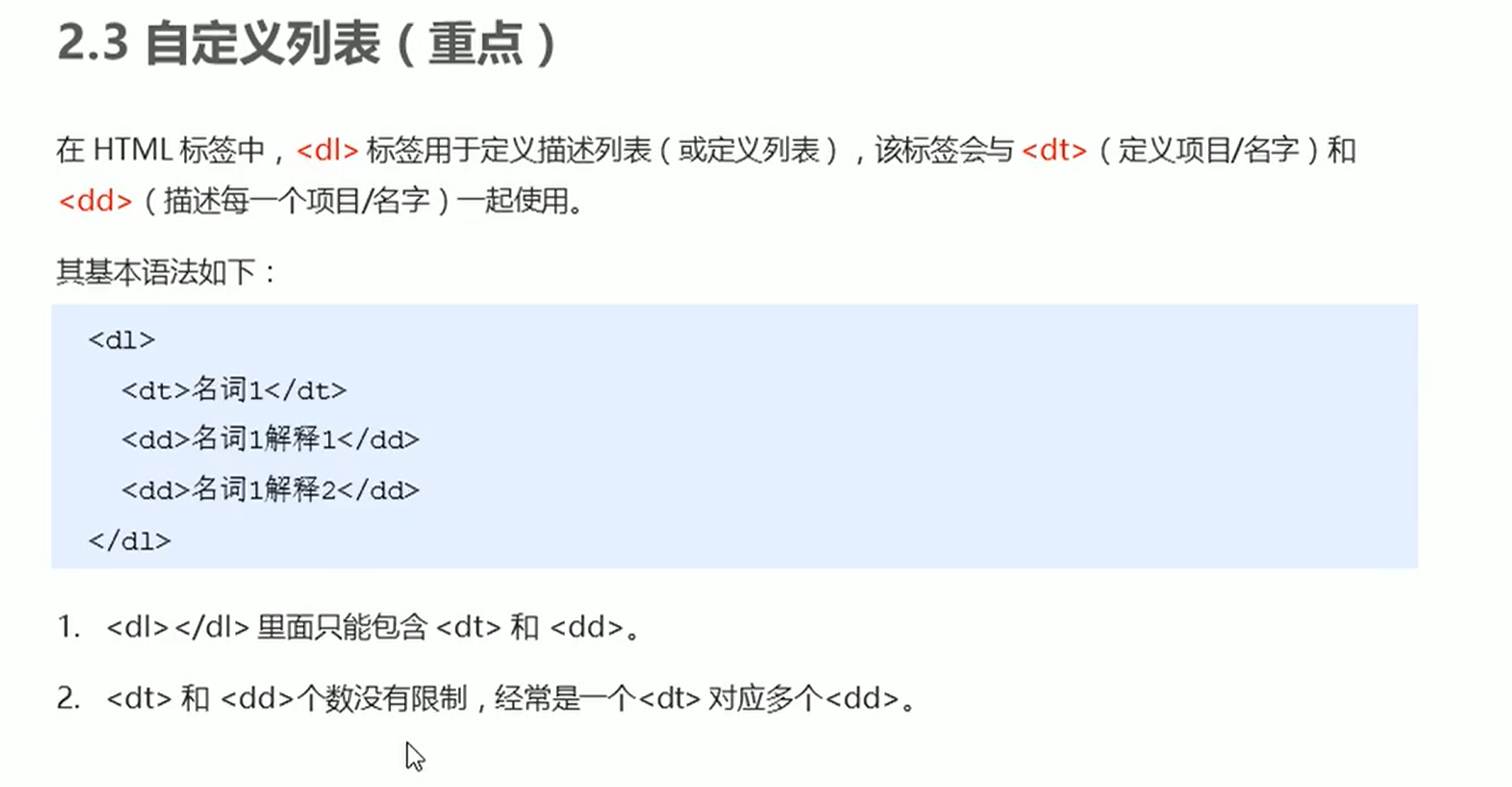 2.3 自定义列表（重点）
在 HTML 标签中，<dl> 标签用于定义描述列表（或定义列表），该标签会与 <dt>（定义项目/名字）和
<dd>（描述每一个项目/名字）一起使用。
其基本语法如下：
<dl>
<dt>名词1</dt>
<dd>名词1解释1</dd>
<dd>名词1解释2</dd>
</dl>
1. <dl></dl> 里面只能包含 <dt> 和 <dd>。
2. <dt> 和 <dd>个数没有限制，经常是一个<dt> 对应多个<dd>。